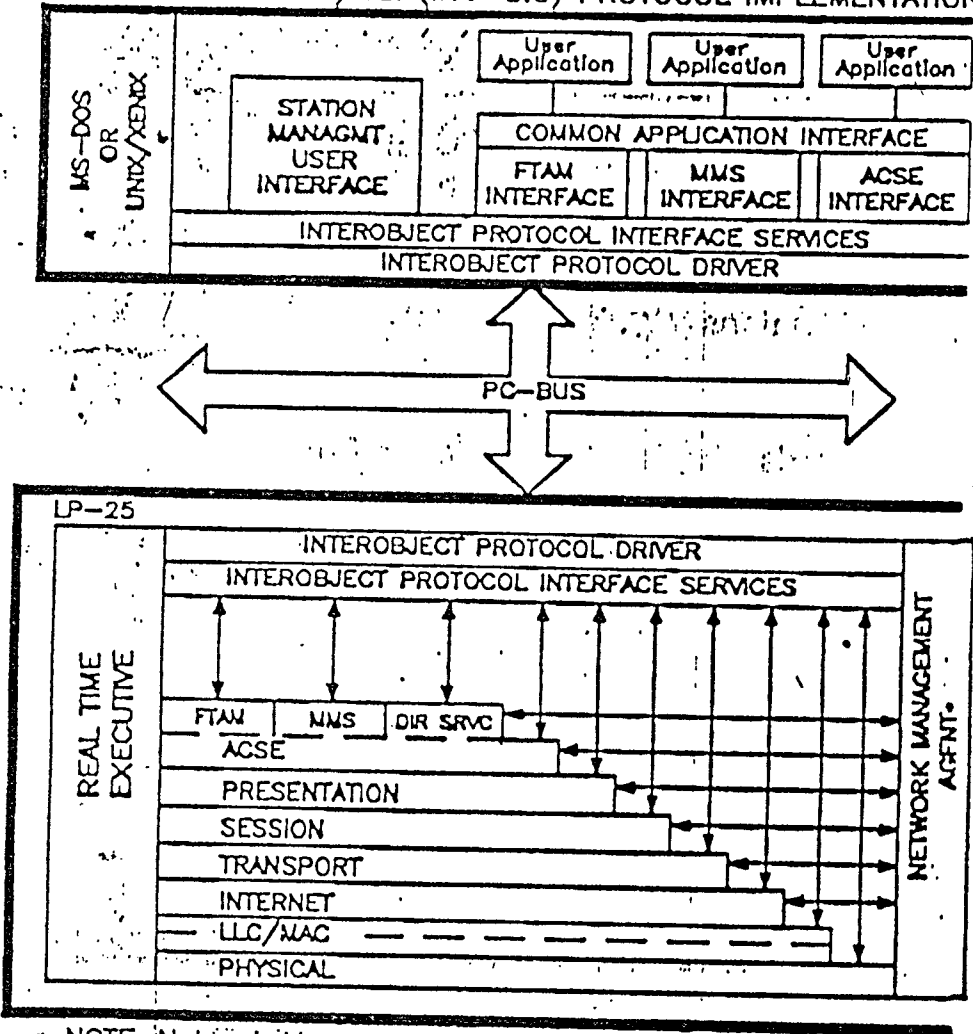 PROTOCOL IMPLEMENTATION
MS-DOS
OR
UNIX/XENIX
STATION
MANAGMT
USER
INTERFACE
User
Application
User
Application
User
Application
COMMON APPLICATION INTERFACE
FTAM
INTERFACE
MMS
INTERFACE
ACSE
INTERFACE
INTEROBJECT PROTOCOL INTERFACE SERVICES
INTEROBJECT PROTOCOL DRIVER
PC-BUS
LP-25
INTEROBJECT PROTOCOL DRIVER
INTEROBJECT PROTOCOL INTERFACE SERVICES
REAL TIME
EXECUTIVE
NETWORK MANAGEMENT
AGENT*
FTAM
MMS
DIR SRVC
ACSE
PRESENTATION
SESSION
TRANSPORT
INTERNET
LLC/MAC
PHYSICAL
NOTE